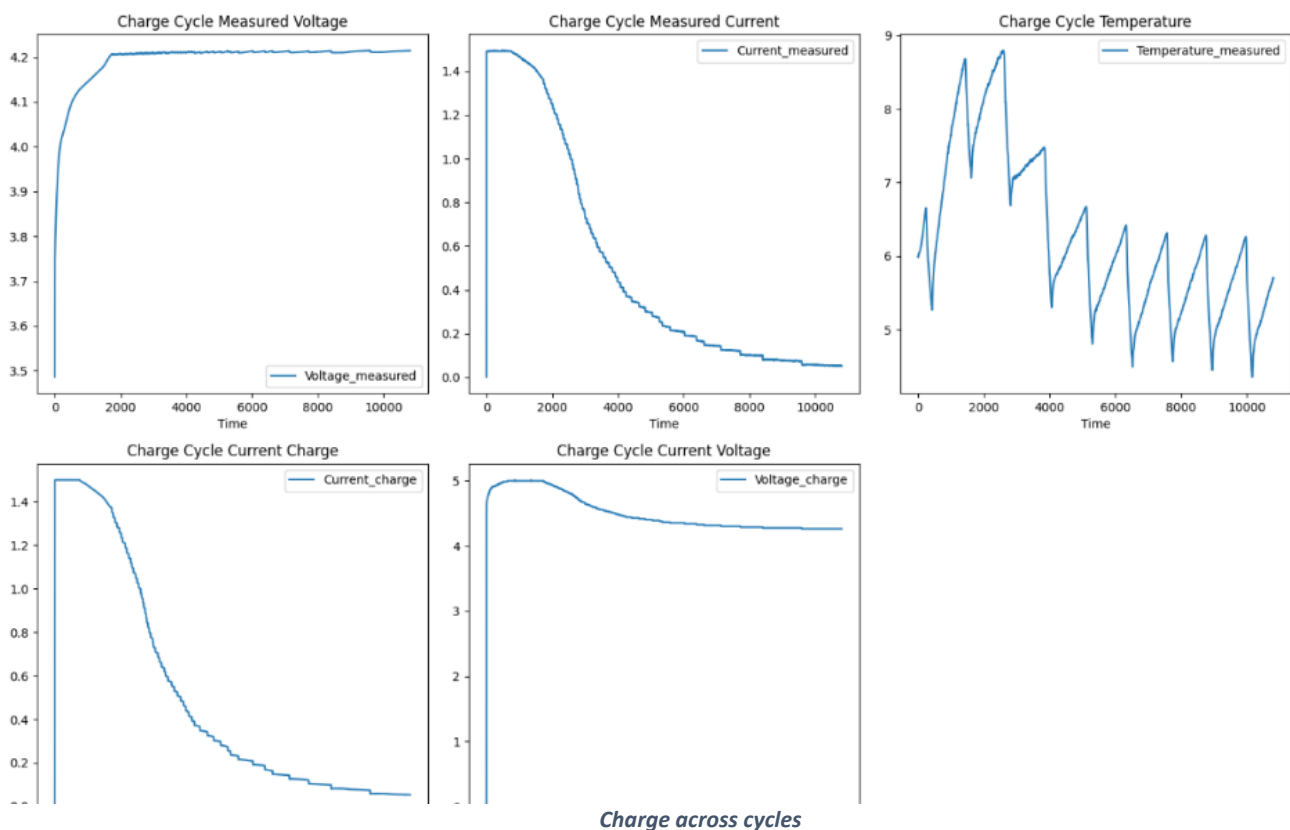 Charge Cycle Measured Voltage
4.2
4.1
4.0
3.9
3.8
3.7
3.6
3.5
Voltage_measured
0 2000 4000 6000 8000 10000
Time
Charge Cycle Measured Current
1.4
1.2
1.0
0.8
0.6
0.4
0.2
0.0
Current_measured
0 2000 4000 6000 8000 10000
Time
Charge Cycle Temperature
9
8
7
6
5
Temperature_measured
0 2000 4000 6000 8000 10000
Time
Charge Cycle Current Charge
1.4
1.2
1.0
0.8
0.6
0.4
0.2
0.0
Current_charge
Charge Cycle Current Voltage
5
4
3
2
1
0
Voltage_charge
Charge across cycles